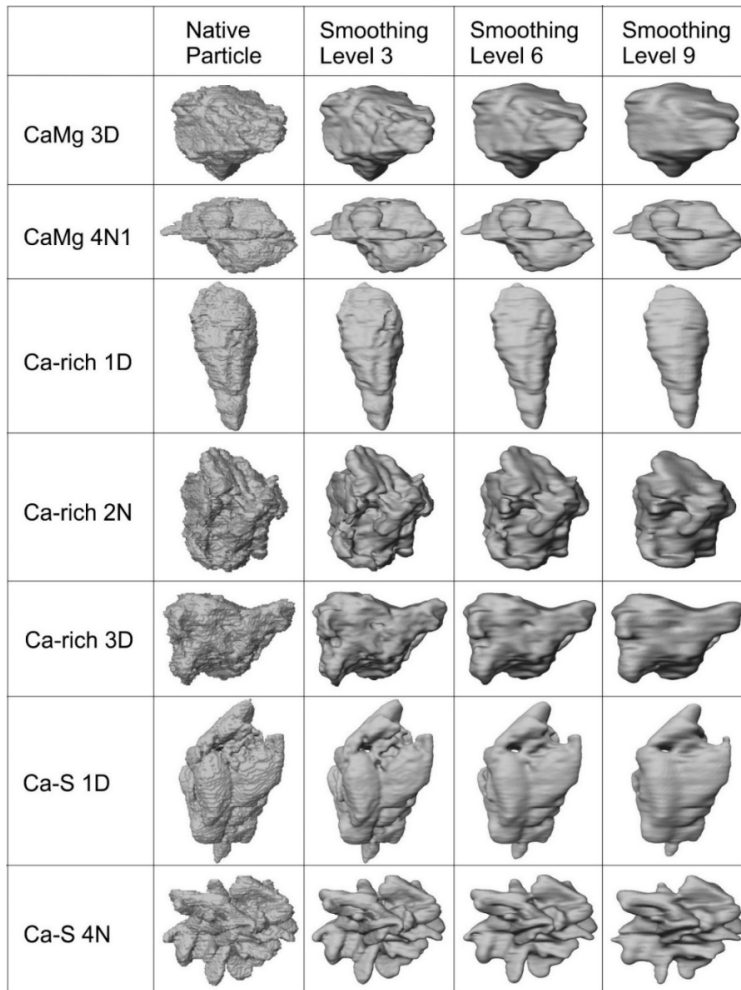 Native Particle
Smoothing Level 3
Smoothing Level 6
Smoothing Level 9
CaMg 3D
CaMg 4N1
Ca-rich 1D
Ca-rich 2N
Ca-rich 3D
Ca-S 1D
Ca-S 4N